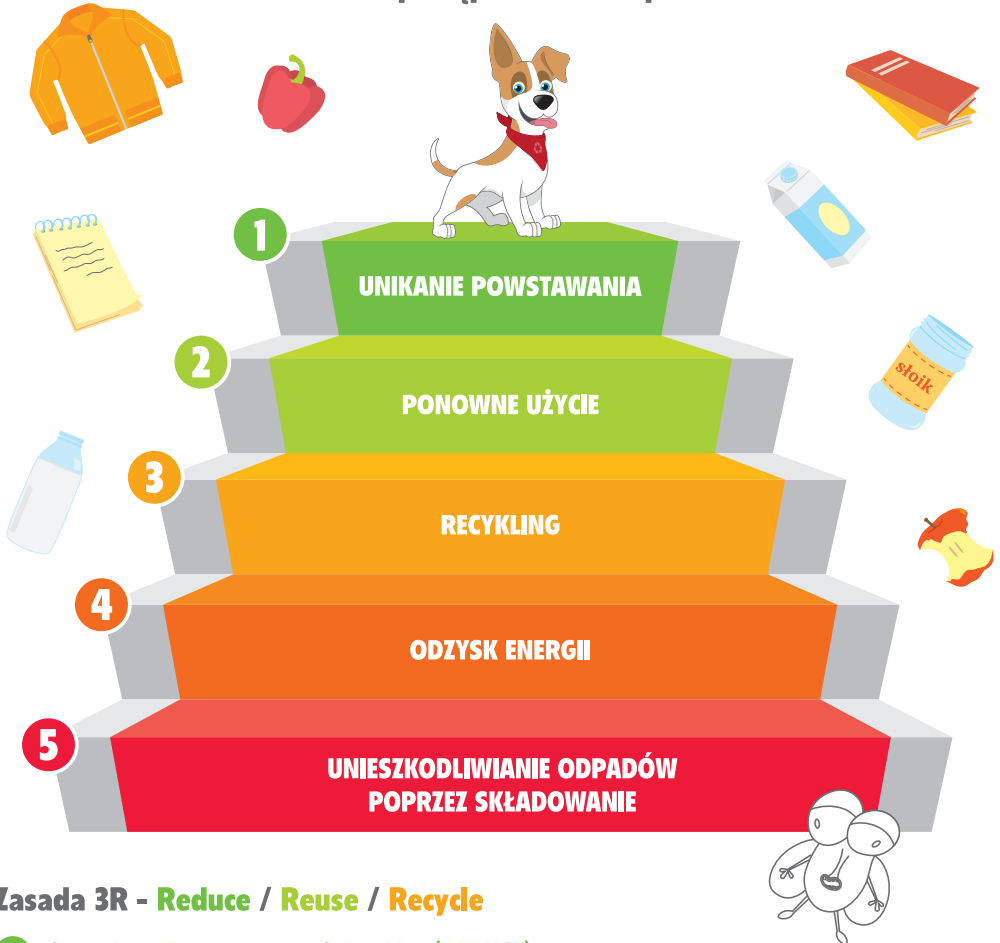 1
UNIKANIE POWSTAWANIA
2
PONOWNE UŻYCIE
słoik
3
RECYKLING
4
ODZYSK ENERGII
5
UNIESZKODLIWIANIE ODPADÓW
POPRZEZ SKŁADOWANIE
Zasada 3R - Reduce / Reuse / Recycle